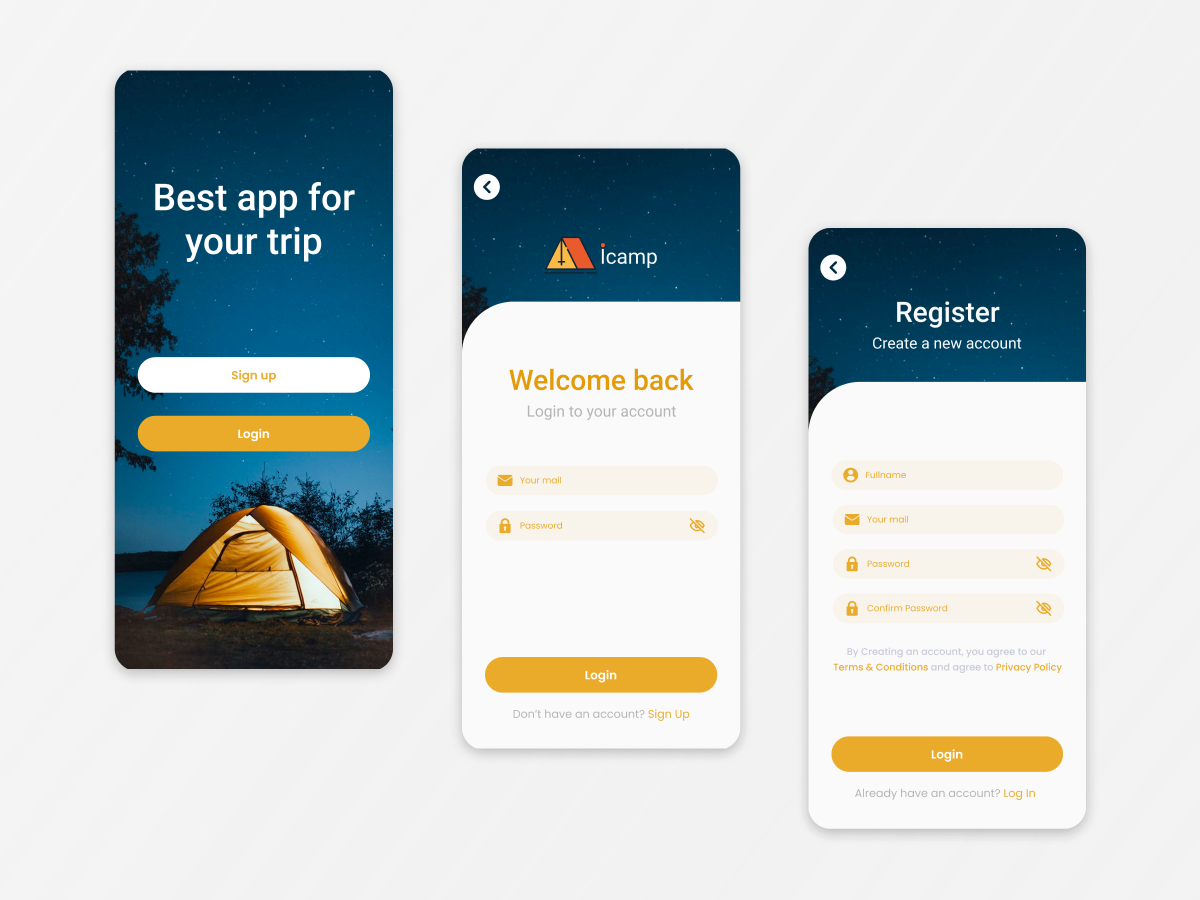 Best app for
your trip
Sign up
Login
icamp
Welcome back
Login to your account
Your mail
Password
Login
Don't have an account? Sign Up
Register
Create a new account
Fullname
Your mail
Password
Confirm Password
By Creating an account, you agree to our
Terms & Conditions and agree to Privacy Policy
Login
Already have an account? Log In